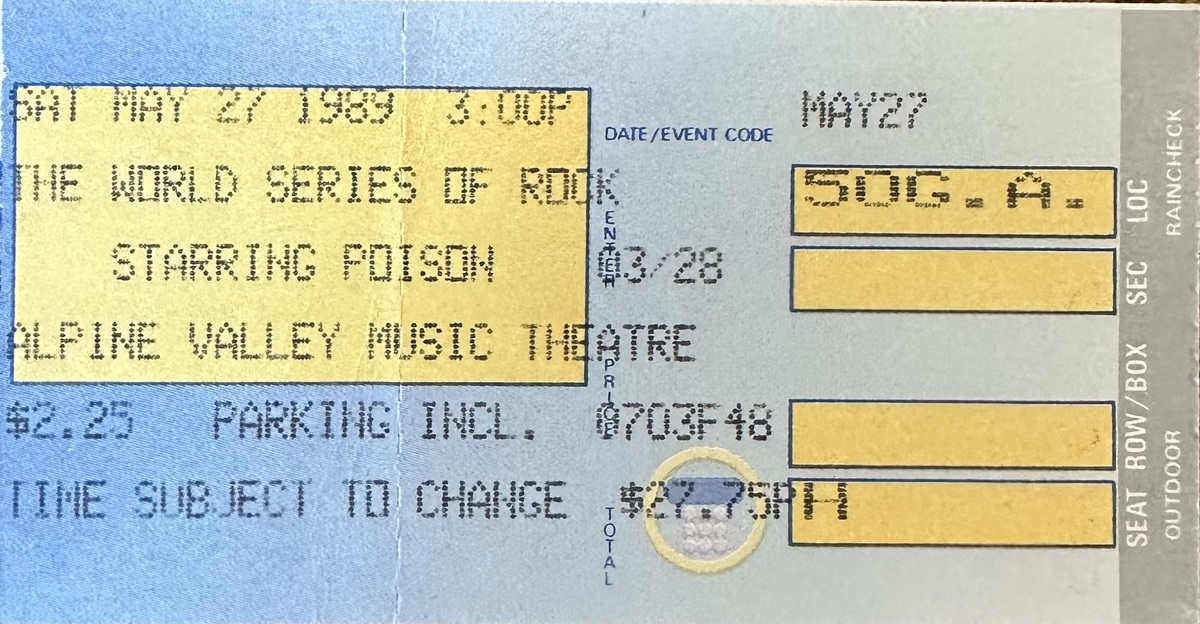 SAT MAY 27 1989 3:00P
THE WORLD SERIES OF ROCK
STARRING POISON
ALPINE VALLEY MUSIC THEATRE
$2.25 PARKING INCL. 0703F48
TIME SUBJECT TO CHANGE $27.75
03/28
DATE/EVENT CODE
MAY27
ENTER
PRICE
TOTAL
LOC
SEC
ROW/BOX
SEAT
RAINCHECK
OUTDOOR